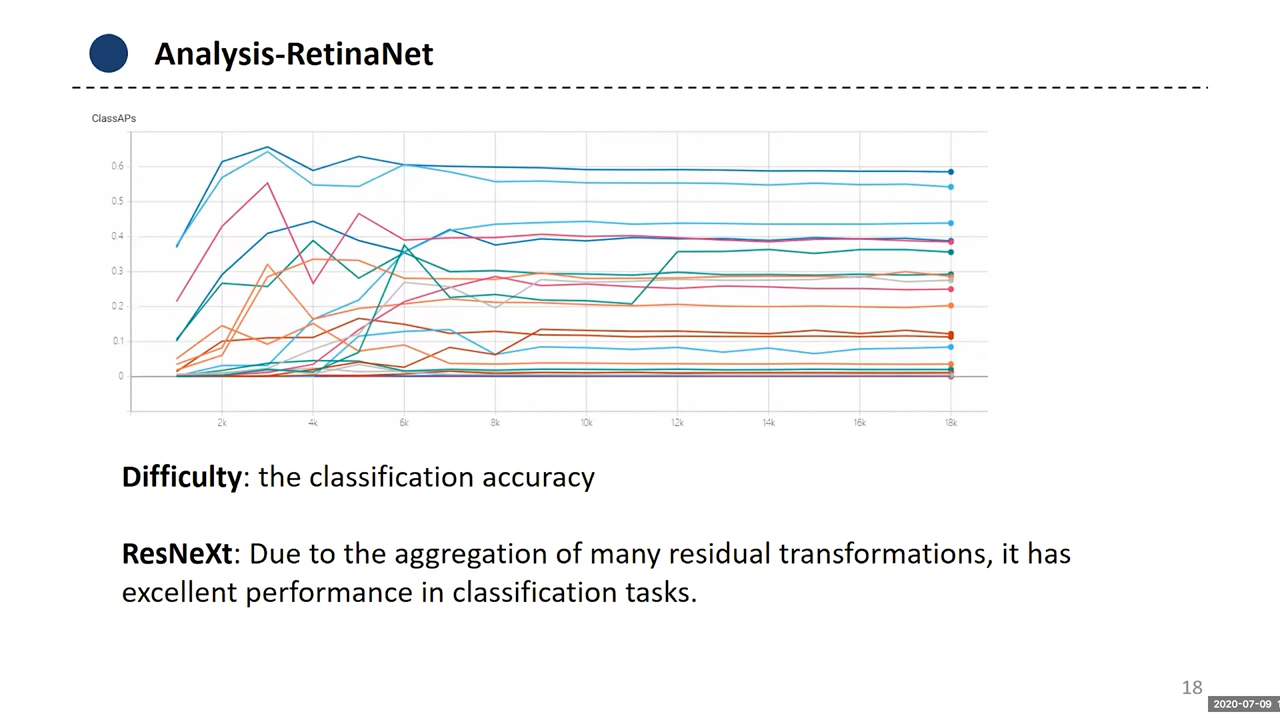 Analysis-RetinaNet
ClassAPs
0.6
0.5
0.4
0.3
0.2
0.1
0
2k 4k 6k 8k 10k 12k 14k 16k 18k
Difficulty: the classification accuracy
ResNeXt: Due to the aggregation of many residual transformations, it has
excellent performance in classification tasks.
18
2020-07-09